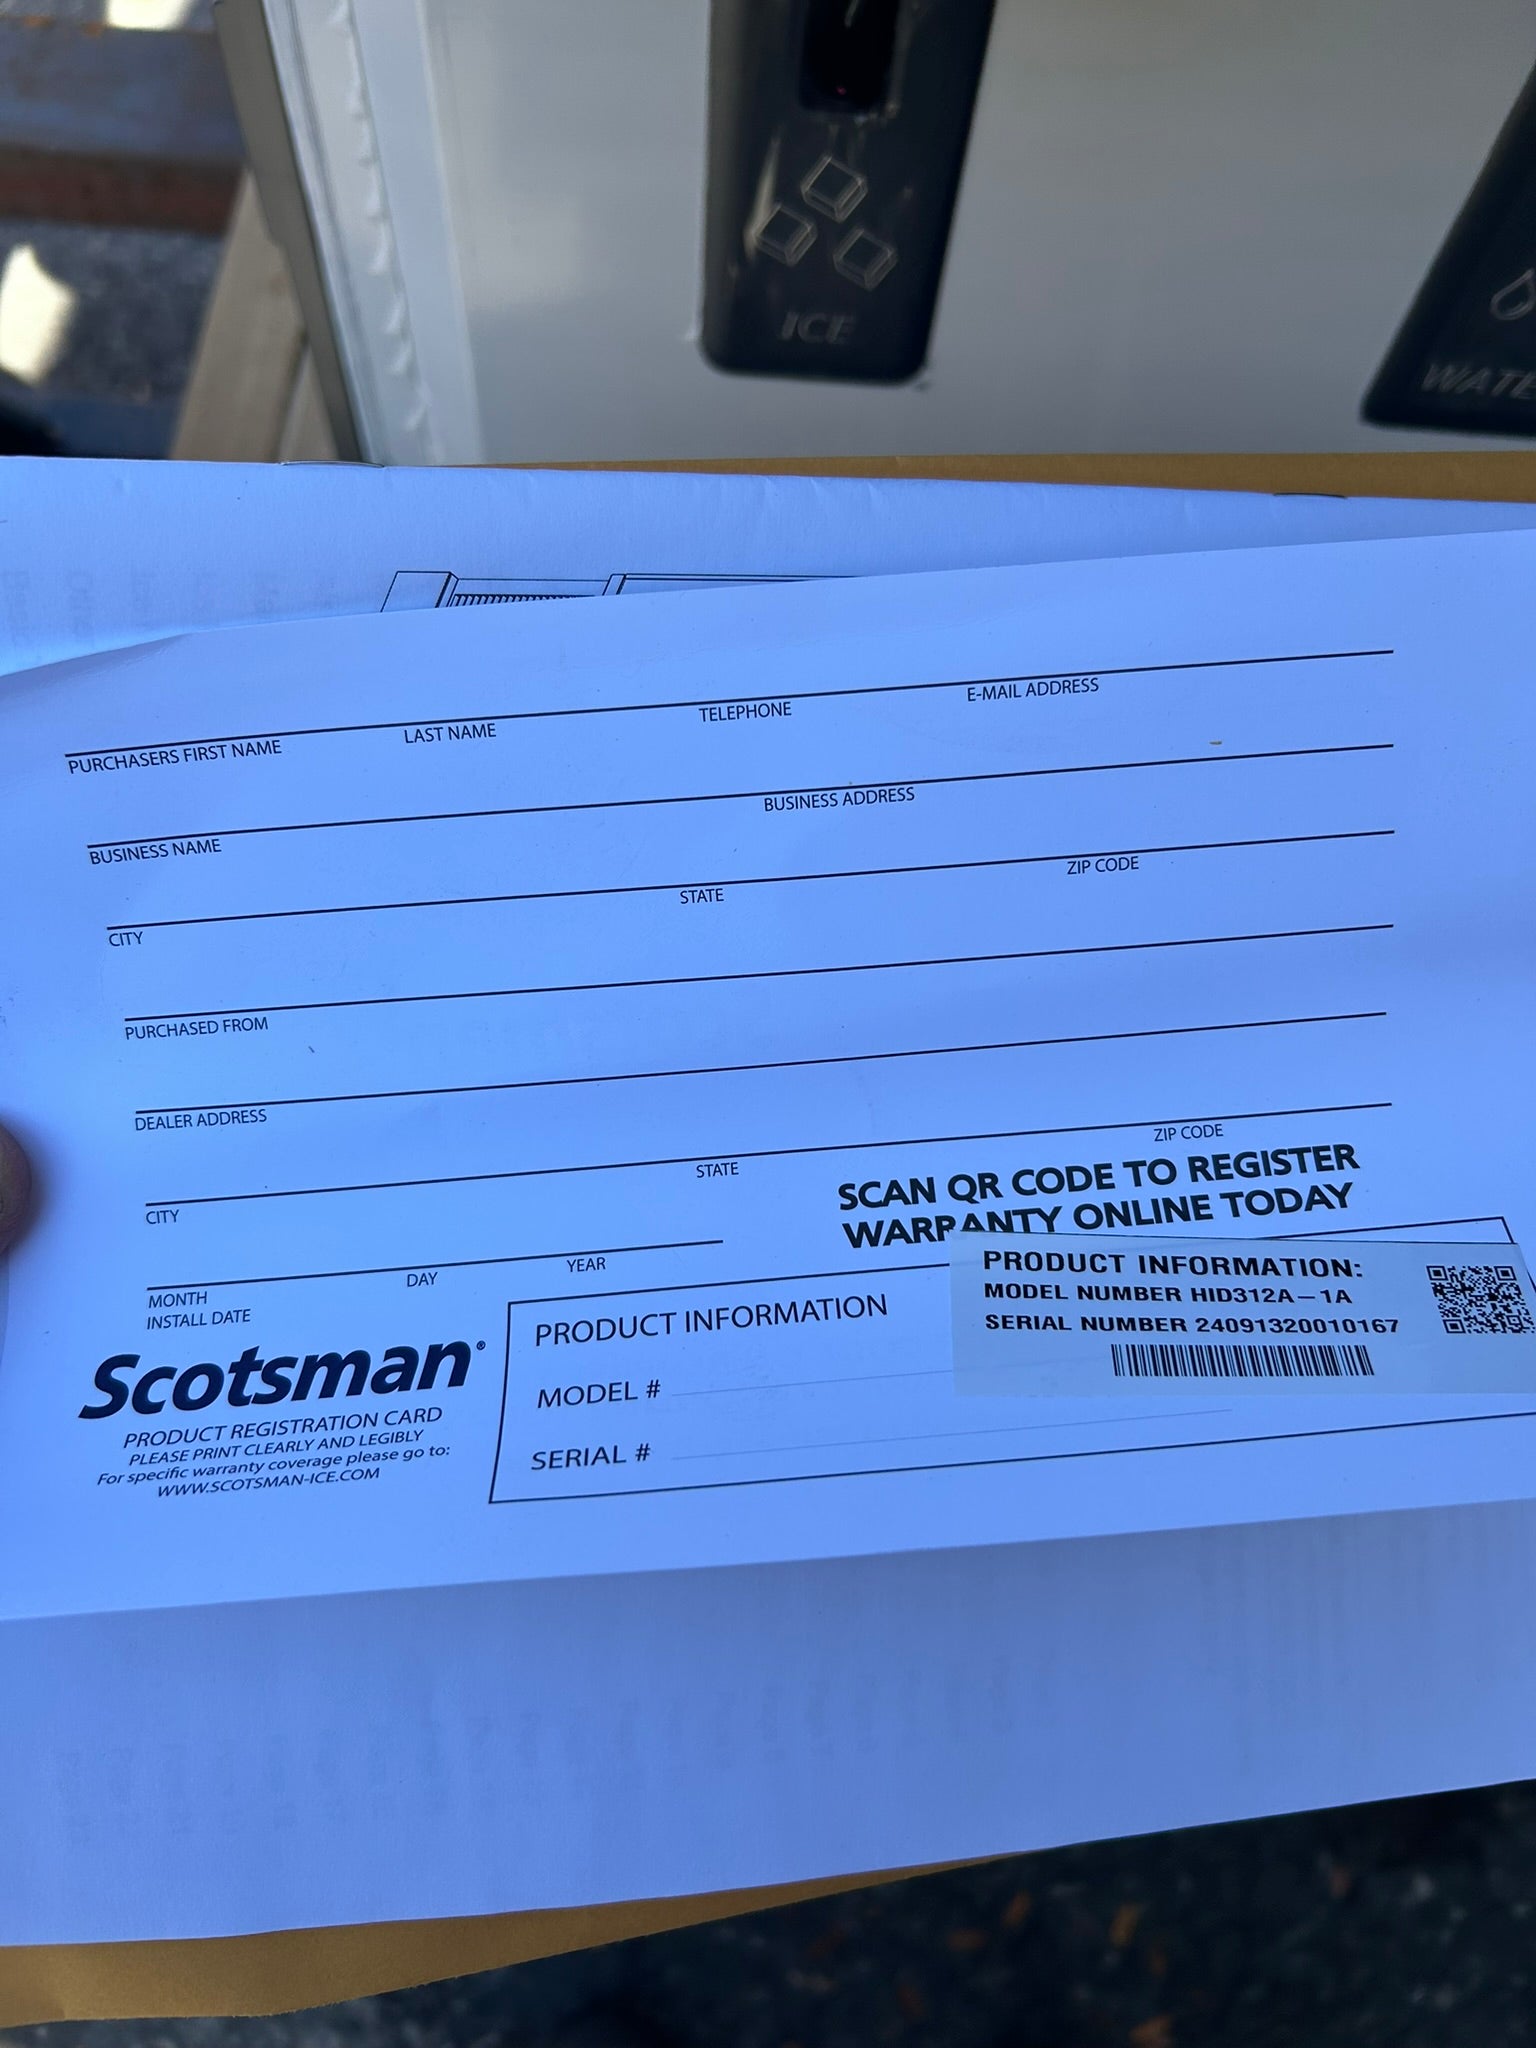 ICE
WATE
PURCHASERS FIRST NAME LAST NAME TELEPHONE E-MAIL ADDRESS
BUSINESS NAME BUSINESS ADDRESS
CITY STATE ZIP CODE
PURCHASED FROM
DEALER ADDRESS
CITY STATE ZIP CODE
MONTH DAY YEAR
INSTALL DATE
SCAN QR CODE TO REGISTER
WARRANTY ONLINE TODAY
Scotsman®
PRODUCT REGISTRATION CARD
PLEASE PRINT CLEARLY AND LEGIBLY
For specific warranty coverage please go to:
WWW.SCOTSMAN-ICE.COM
PRODUCT INFORMATION
MODEL #
SERIAL #
PRODUCT INFORMATION:
MODEL NUMBER HID312A-1A
SERIAL NUMBER 24091320010167